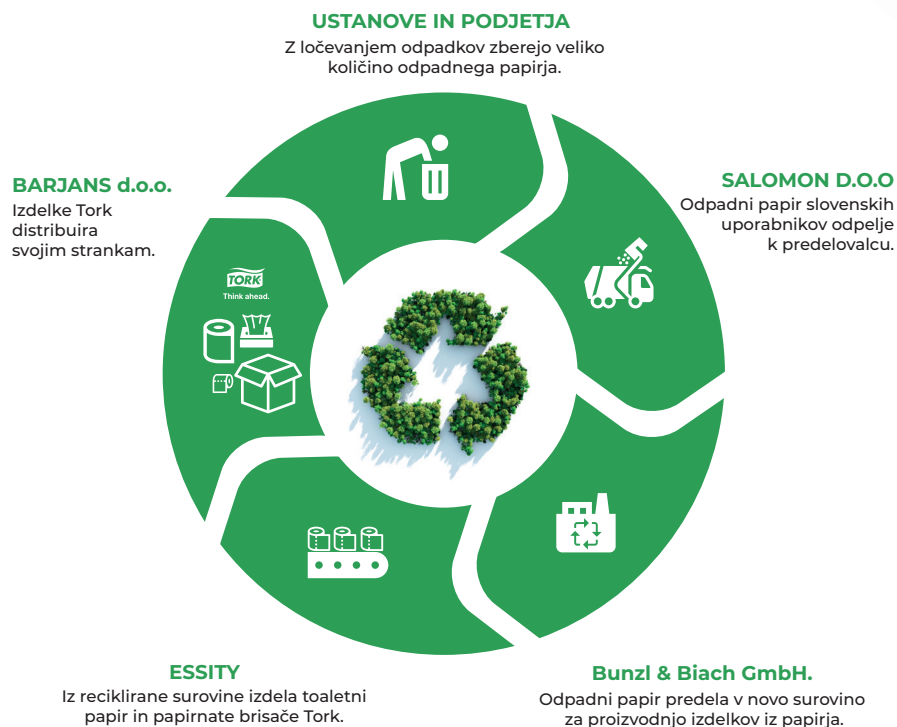 USTANOVE IN PODJETJA
Z ločevanjem odpadkov zberejo veliko
količino odpadnega papirja.
SALOMON D.O.O
Odpadni papir slovenskih
uporabnikov odpelje
k predelovalcu.
Bunzl & Biach GmbH.
Odpadni papir predela v novo surovino
za proizvodnjo izdelkov iz papirja.
ESSITY
Iz reciklirane surovine izdela toaletni
papir in papirnate brisače Tork.
BARJANS d.o.o.
Izdelke Tork
distribuira
svojim strankam.
TORK
Think ahead.